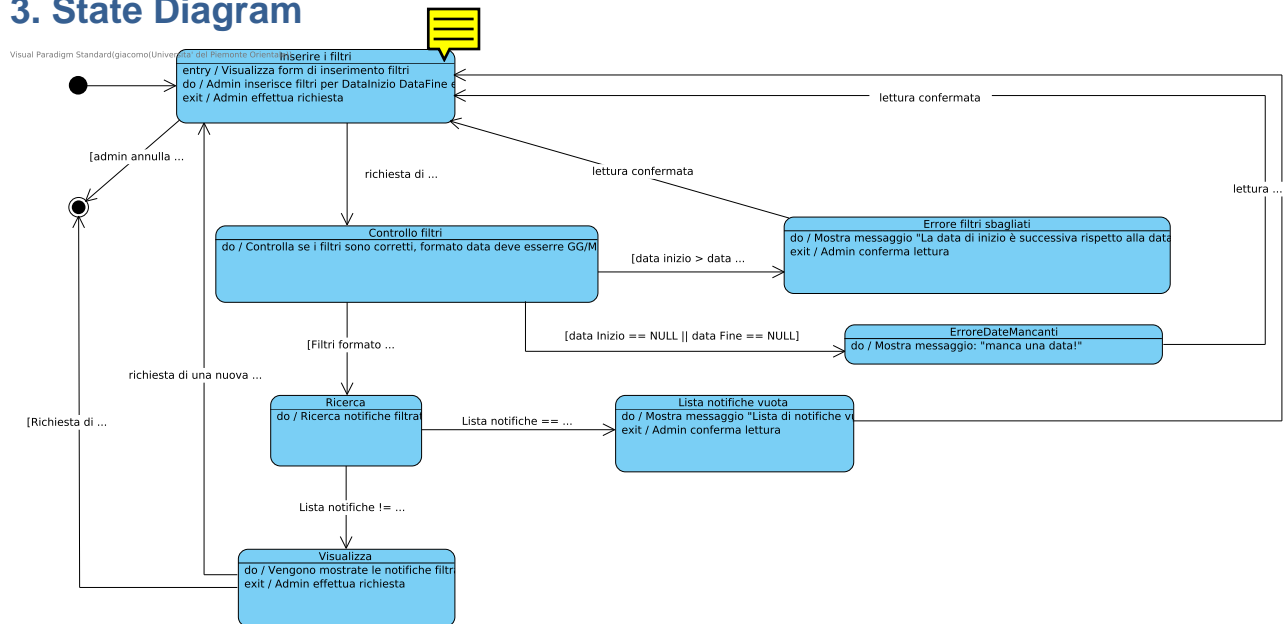 3. State Diagram
Visual Paradigm Standard(giacomo(Universita' del Piemonte Orientale
Inserire i filtri
entry / Visualizza form di inserimento filtri
do / Admin inserisce filtri per DataInizio DataFine e
exit / Admin effettua richiesta
lettura confermata
[admin annulla ...
richiesta di ...
lettura confermata
lettura ...
Controllo filtri
do / Controlla se i filtri sono corretti, formato data deve esserre GG/M
Errore filtri sbagliati
do / Mostra messaggio "La data di inizio è successiva rispetto alla data
exit / Admin conferma lettura
[data inizio > data ...
[data Inizio == NULL || data Fine == NULL]
ErroreDateMancanti
do / Mostra messaggio: "manca una data!"
[Filtri formato ...
richiesta di una nuova ...
Ricerca
do / Ricerca notifiche filtrat
Lista notifiche == ...
Lista notifiche vuota
do / Mostra messaggio "Lista di notifiche vu
exit / Admin conferma lettura
[Richiesta di ...
Lista notifiche != ...
Visualizza
do / Vengono mostrate le notifiche filtr
exit / Admin effettua richiesta